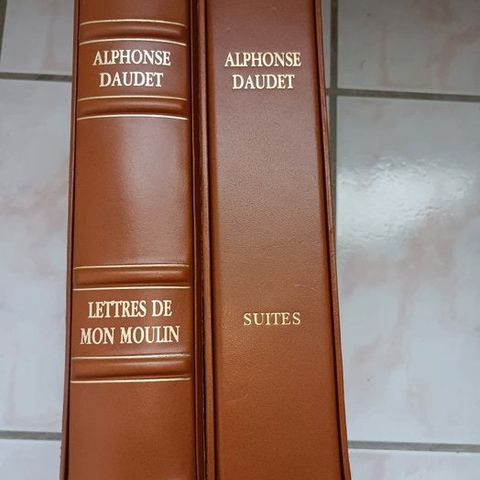 ALPHONSE
DAUDET
LETTRES DE
MON MOULIN
ALPHONSE
DAUDET
SUITES